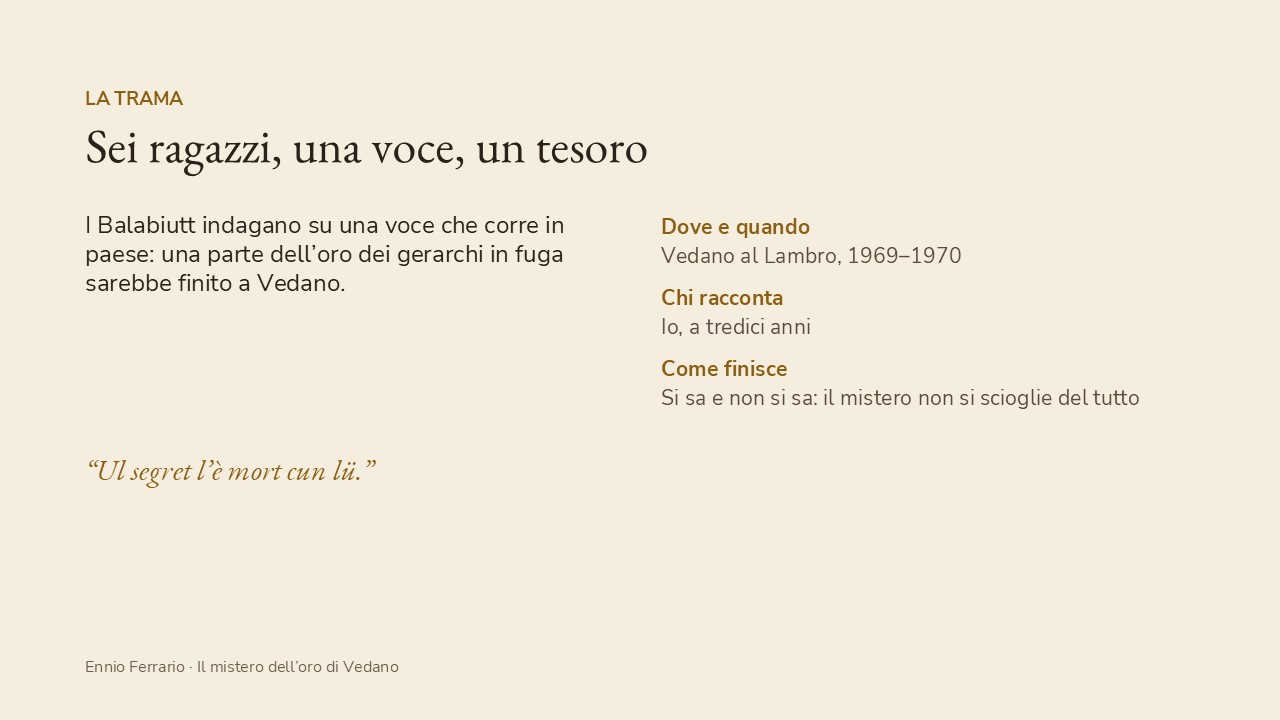 LA TRAMA
Sei ragazzi, una voce, un tesoro
I Balabiutt indagano su una voce che corre in
paese: una parte dell’oro dei gerarchi in fuga
sarebbe finito a Vedano.
“Ul segret l’è mort cun lü.”
Dove e quando
Vedano al Lambro, 1969–1970
Chi racconta
Io, a tredici anni
Come finisce
Si sa e non si sa: il mistero non si scioglie del tutto
Ennio Ferrario · Il mistero dell’oro di Vedano